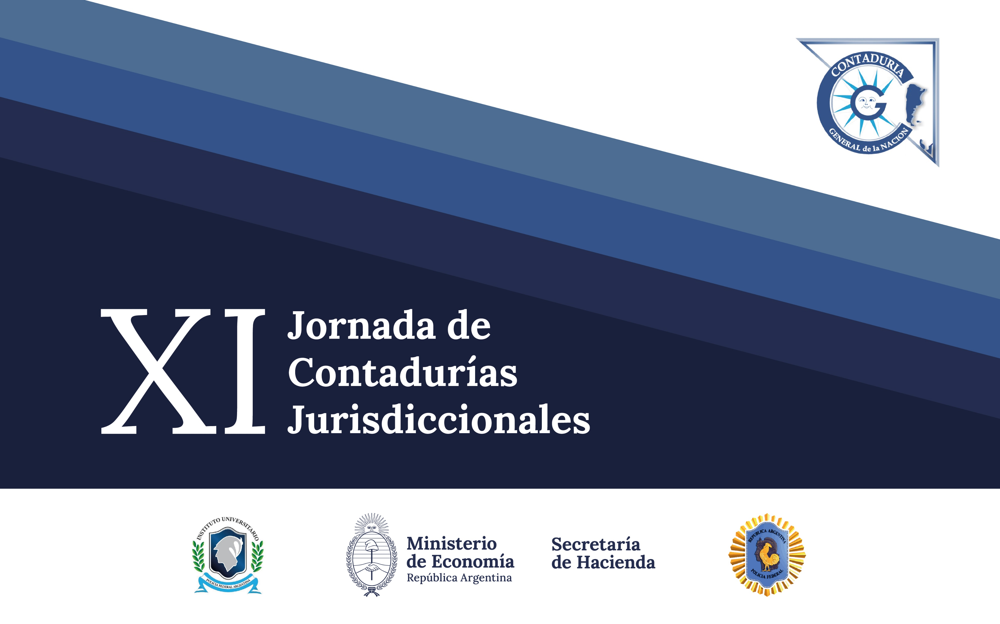 CONTADURIA
G
GENERAL de la NACION
XI
Jornada de
Contadurías
Jurisdiccionales
INSTITUTO UNIVERSITARIO
POLICIA FEDERAL ARGENTINA
Ministerio
de Economía
República Argentina
Secretaría
de Hacienda
REPUBLICA ARGENTINA
POLICIA FEDERAL